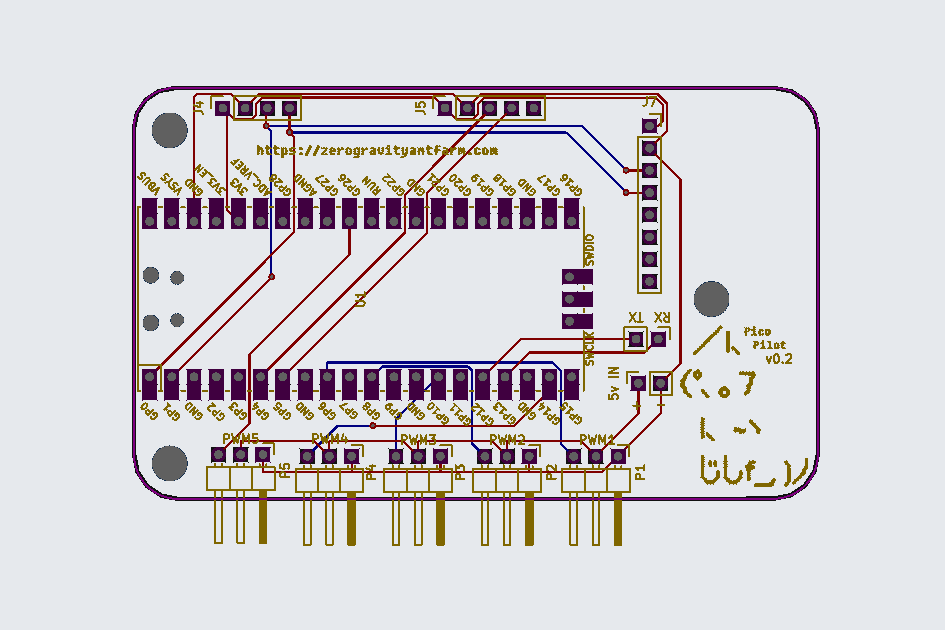 J4
J5
J7
https://zerogravityantfarm.com
VBUS
VSYS
GND
3V3_EN
3V3
ADC_VREF
GP28
AGND
GP27
GP26
RUN
GP22
GND
GP21
GP20
GP19
GP18
GND
GP17
GP16
SWDIO
U1
TX RX
SWCLK
Pico
Pilot
v0.2
5v IN
- +
GP0
GP1
GND
GP2
GP3
GP4
GP5
GND
GP6
GP7
GP8
GP9
GND
GP10
GP11
GP12
GP13
GND
GP14
GP15
PWM5
PWM4
PWM3
PWM2
PWM1
P5
P4
P3
P2
P1